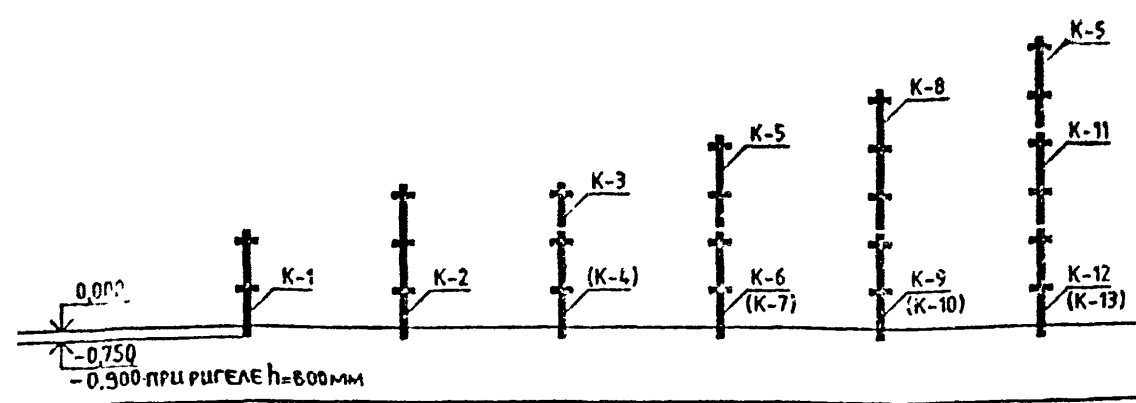 К-5
К-8
К-5
К-11
К-3
К-1
К-2
(К-4)
К-6
(К-7)
К-9
(К-10)
К-12
(К-13)
0,000
-0,750
-0,900 ПРИ РИГЕЛЕ h=800мм